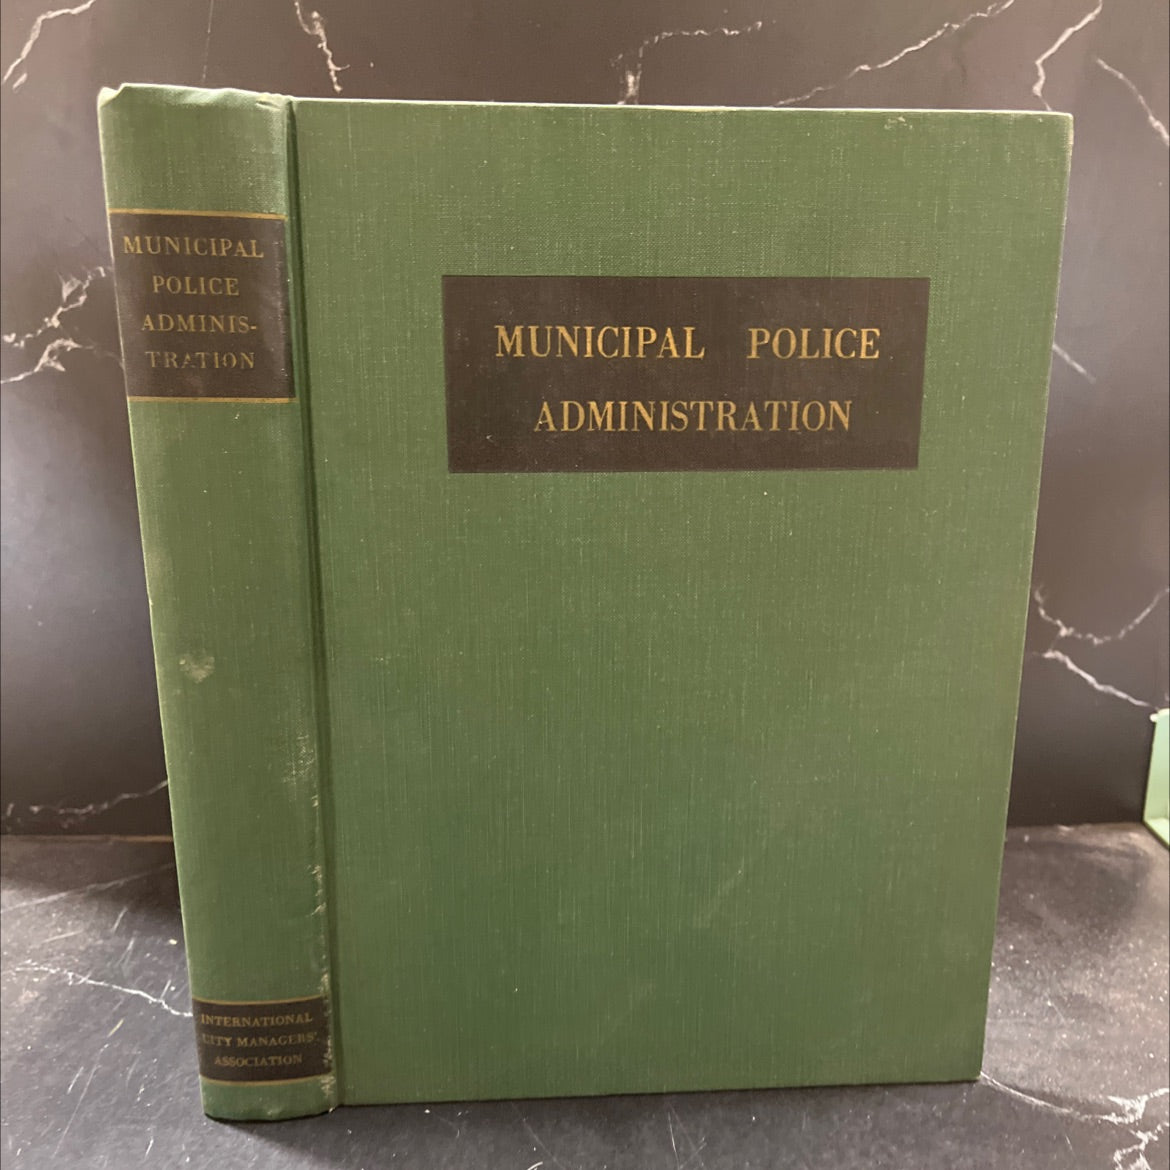 MUNICIPAL
POLICE
ADMINIS-
TRATION
INTERNATIONAL
CITY MANAGERS'
ASSOCIATION
MUNICIPAL POLICE
ADMINISTRATION